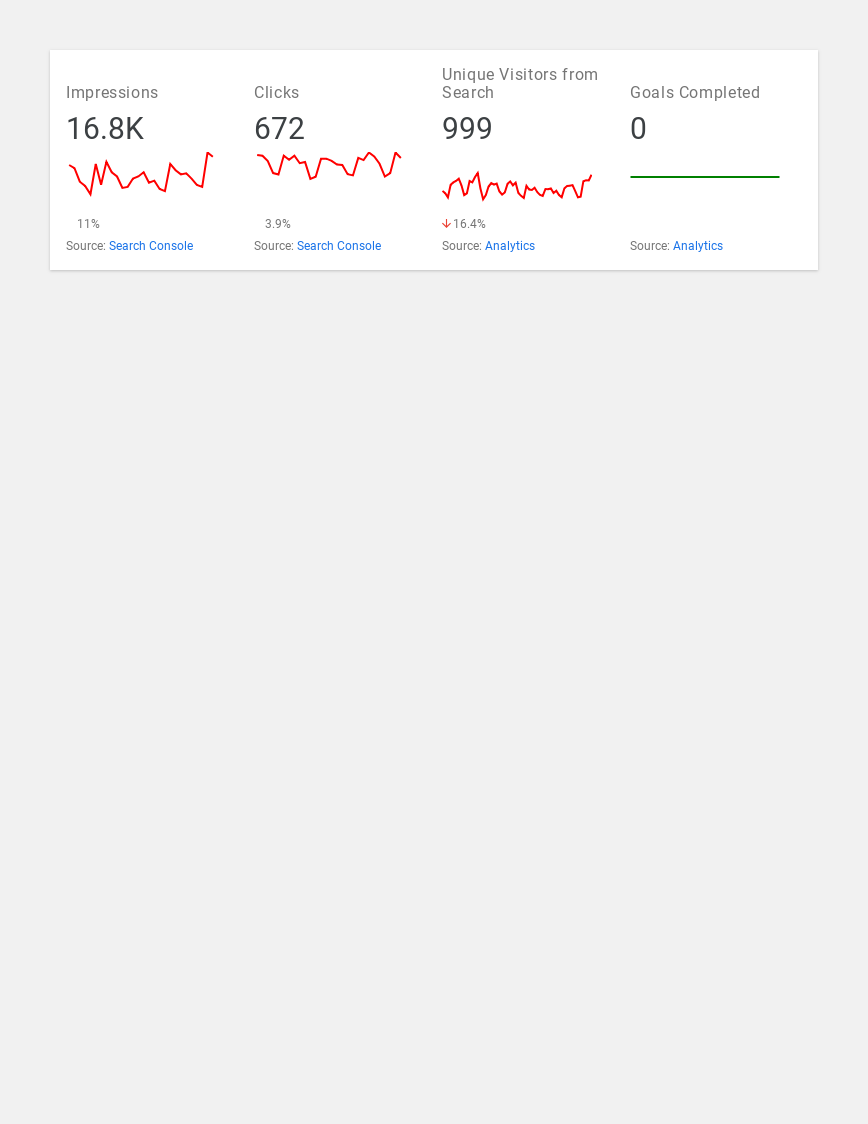 Impressions
16.8K
11%
Source: Search Console
Clicks
672
3.9%
Source: Search Console
Unique Visitors from
Search
999
16.4%
Source: Analytics
Goals Completed
0
Source: Analytics